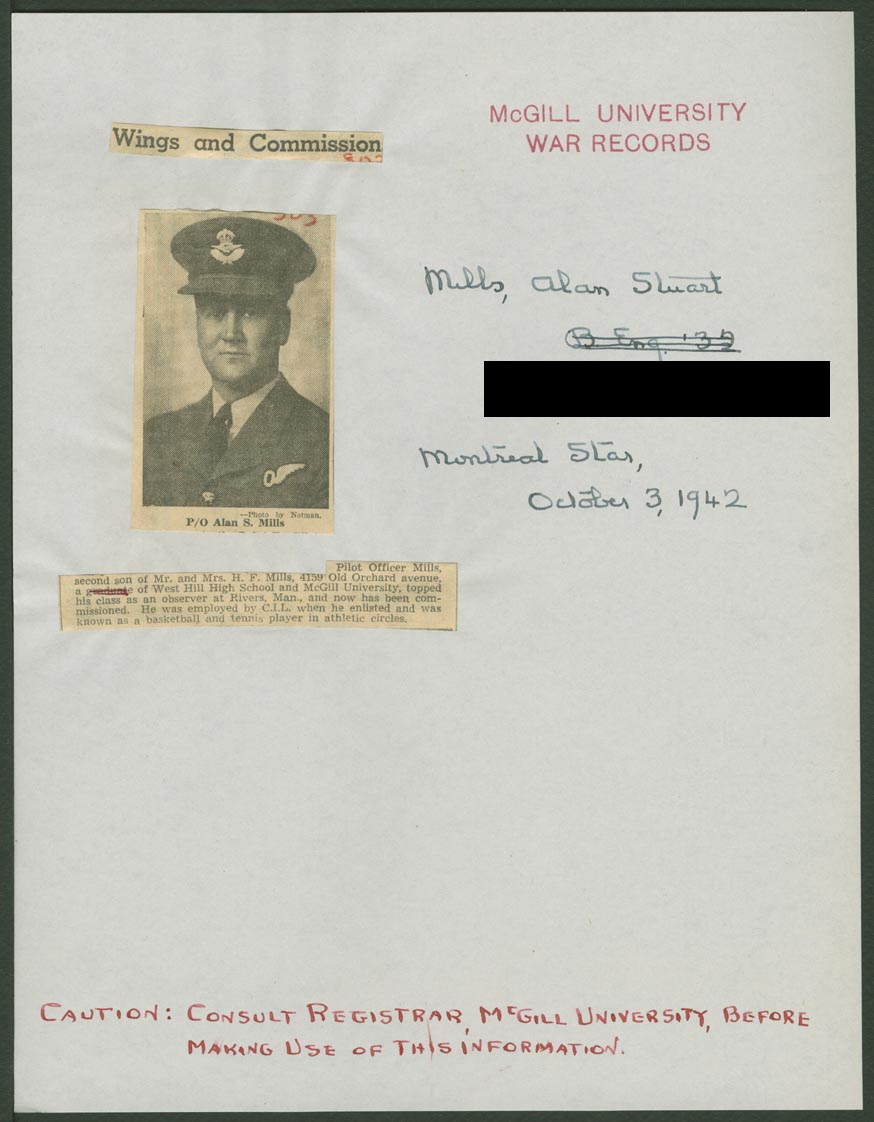 McGILL UNIVERSITY
WAR RECORDS
Wings and Commission
Mills, Alan Stuart
B Eng. '32
Montreal Star,
October 3, 1942
—Photo by Notman.
P/O Alan S. Mills
Pilot Officer Mills,
second son of Mr. and Mrs. H. F. Mills, 4159 Old Orchard avenue,
a graduate of West Hill High School and McGill University, topped
his class as an observer at Rivers, Man., and now has been com-
missioned. He was employed by C.I.L. when he enlisted and was
known as a basketball and tennis player in athletic circles.
CAUTION: CONSULT REGISTRAR, McGILL UNIVERSITY, BEFORE
MAKING USE OF THIS INFORMATION.